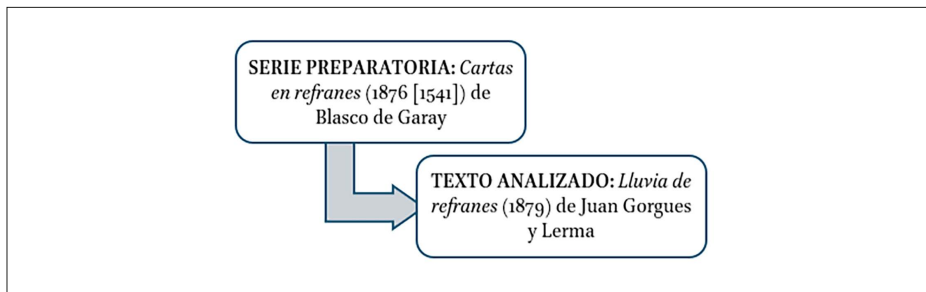 SERIE PREPARATORIA: Cartas
en refranes (1876 [1541]) de
Blasco de Garay
TEXTO ANALIZADO: Lluvia de
refranes (1879) de Juan Gorgues
y Lerma